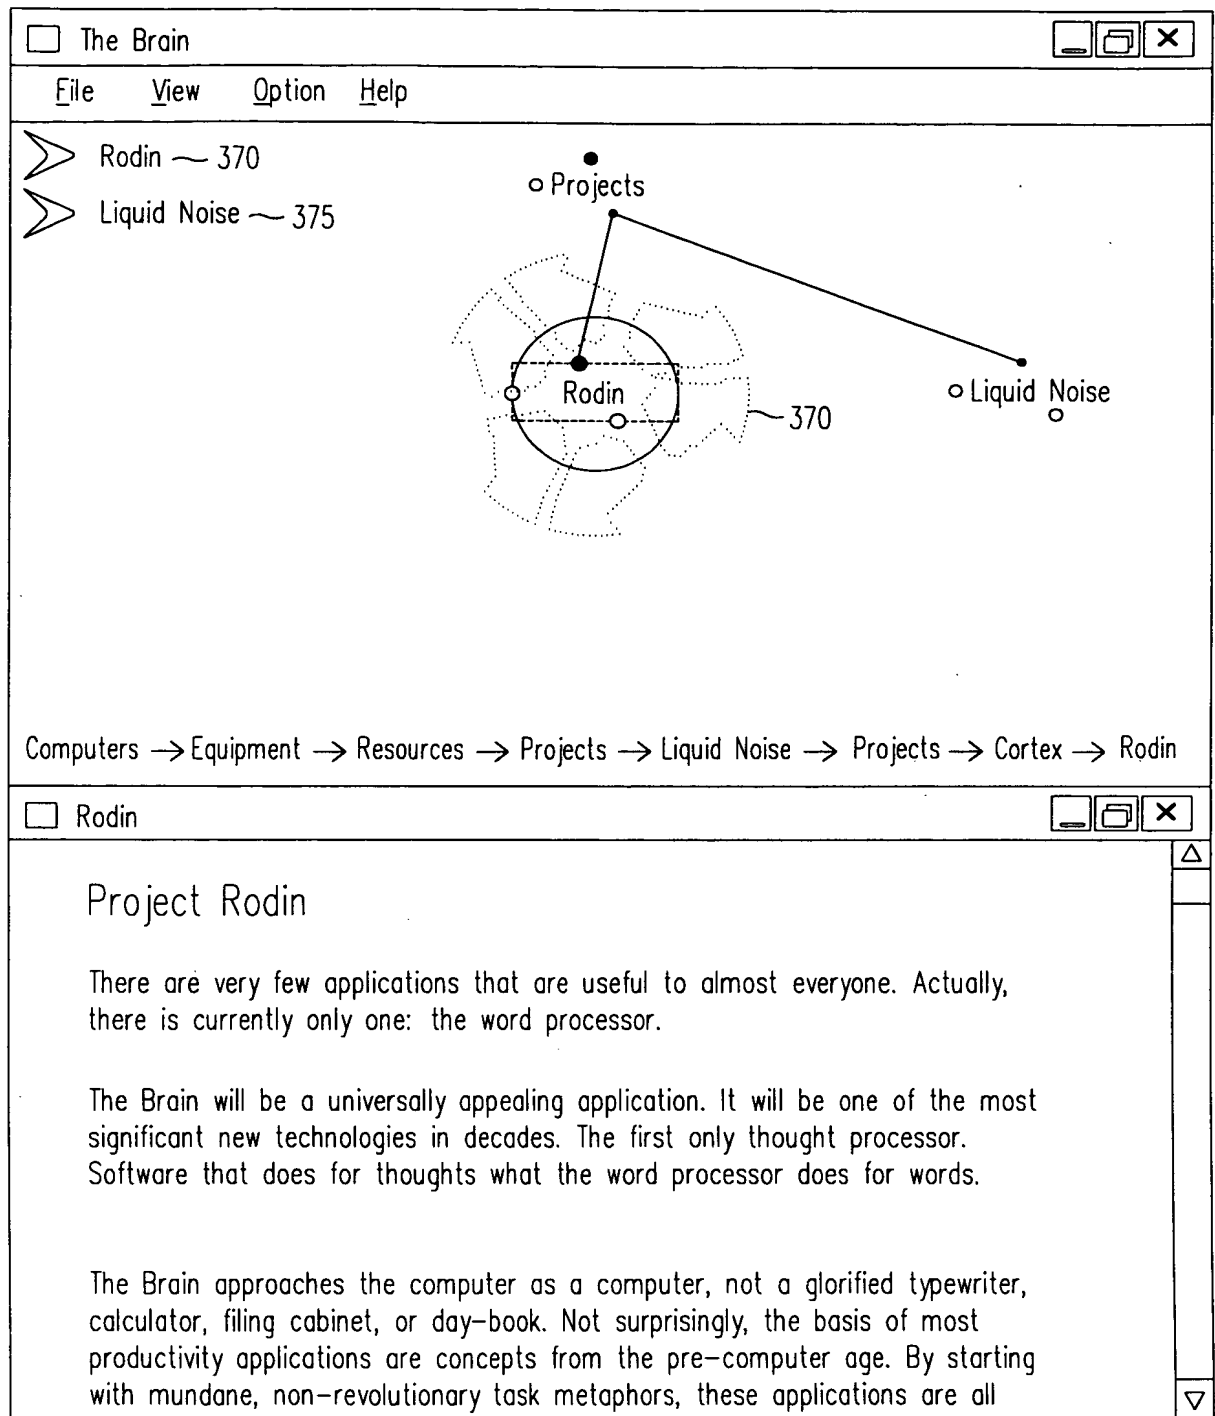 The Brain
File View Option Help
Rodin 370
Liquid Noise 375
Projects
Rodin
370
Liquid Noise
Computers → Equipment → Resources → Projects → Liquid Noise → Projects → Cortex → Rodin
Rodin
Project Rodin
There are very few applications that are useful to almost everyone. Actually,
there is currently only one: the word processor.
The Brain will be a universally appealing application. It will be one of the most
significant new technologies in decades. The first only thought processor.
Software that does for thoughts what the word processor does for words.
The Brain approaches the computer as a computer, not a glorified typewriter,
calculator, filing cabinet, or day-book. Not surprisingly, the basis of most
productivity applications are concepts from the pre-computer age. By starting
with mundane, non-revolutionary task metaphors, these applications are all